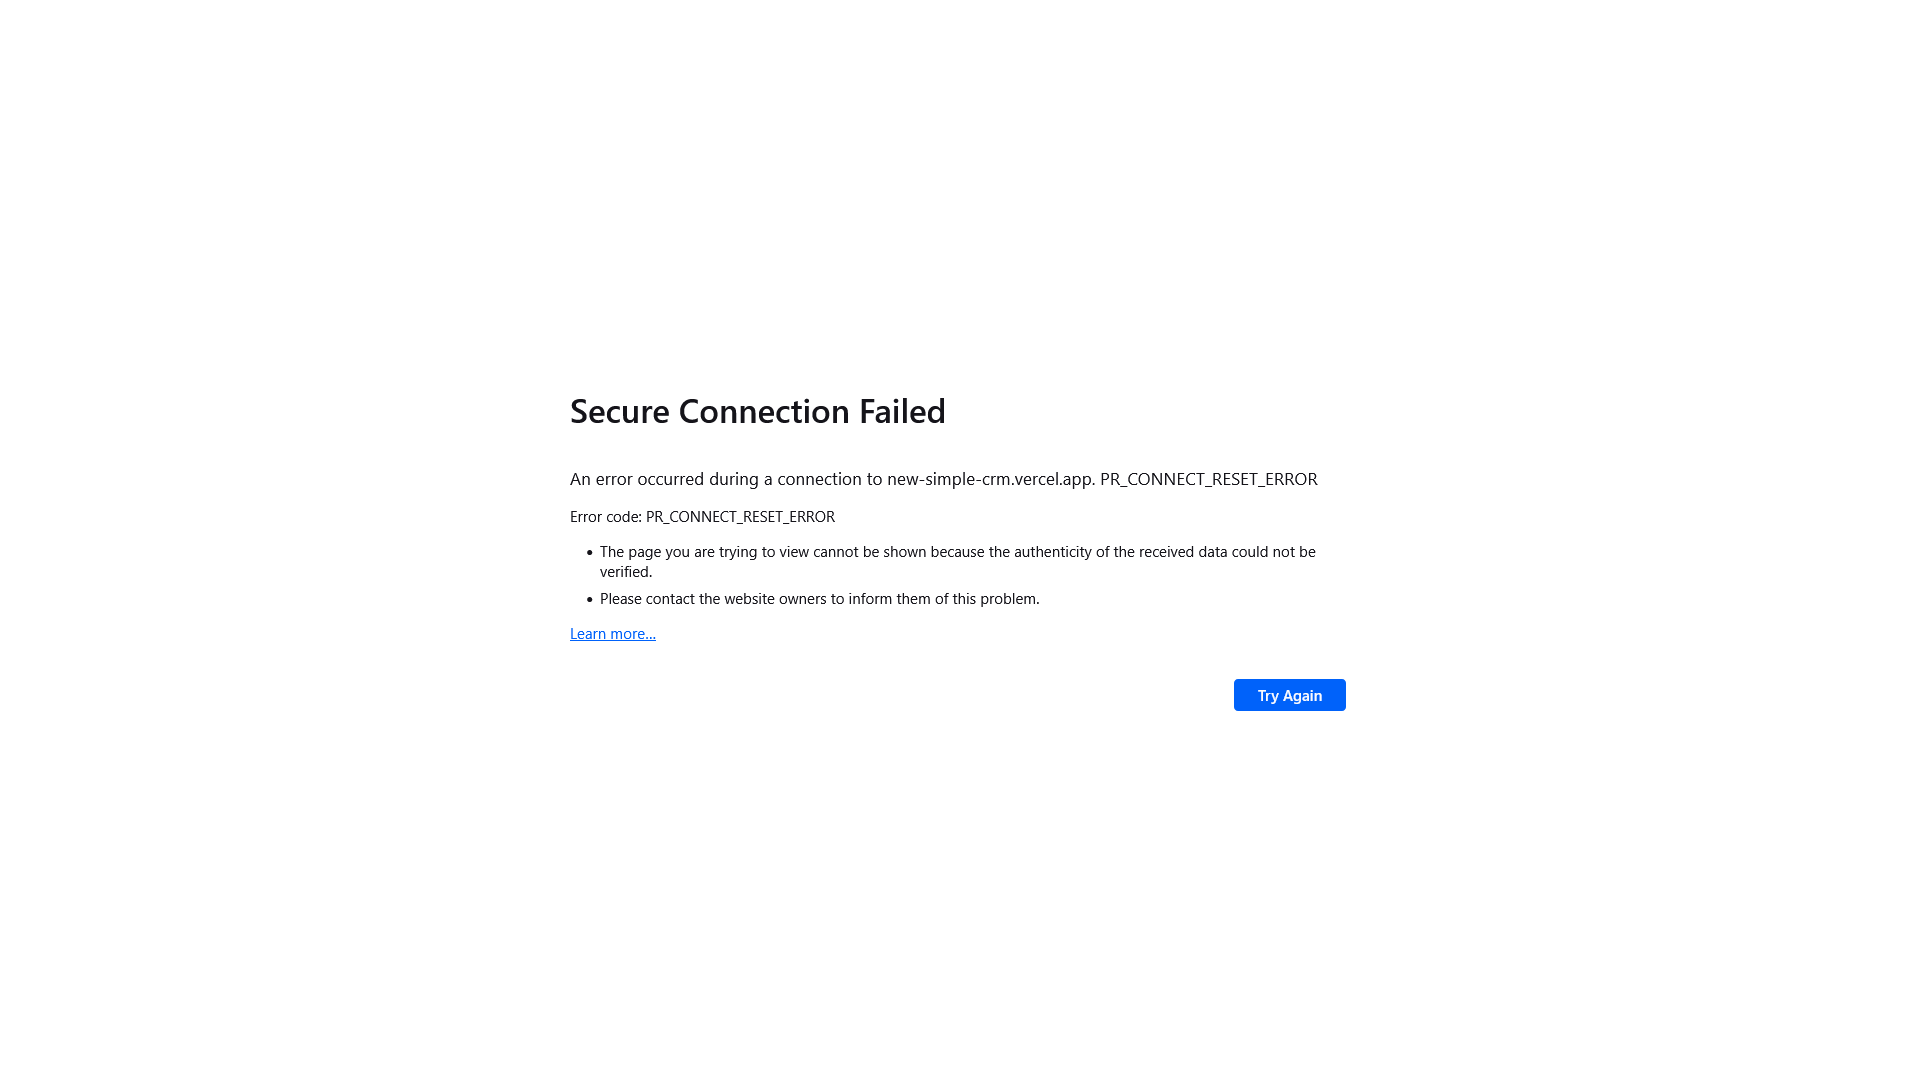 Secure Connection Failed
An error occurred during a connection to new-simple-crm.vercel.app. PR_CONNECT_RESET_ERROR
Error code: PR_CONNECT_RESET_ERROR
• The page you are trying to view cannot be shown because the authenticity of the received data could not be
verified.
• Please contact the website owners to inform them of this problem.
Learn more…
Try Again